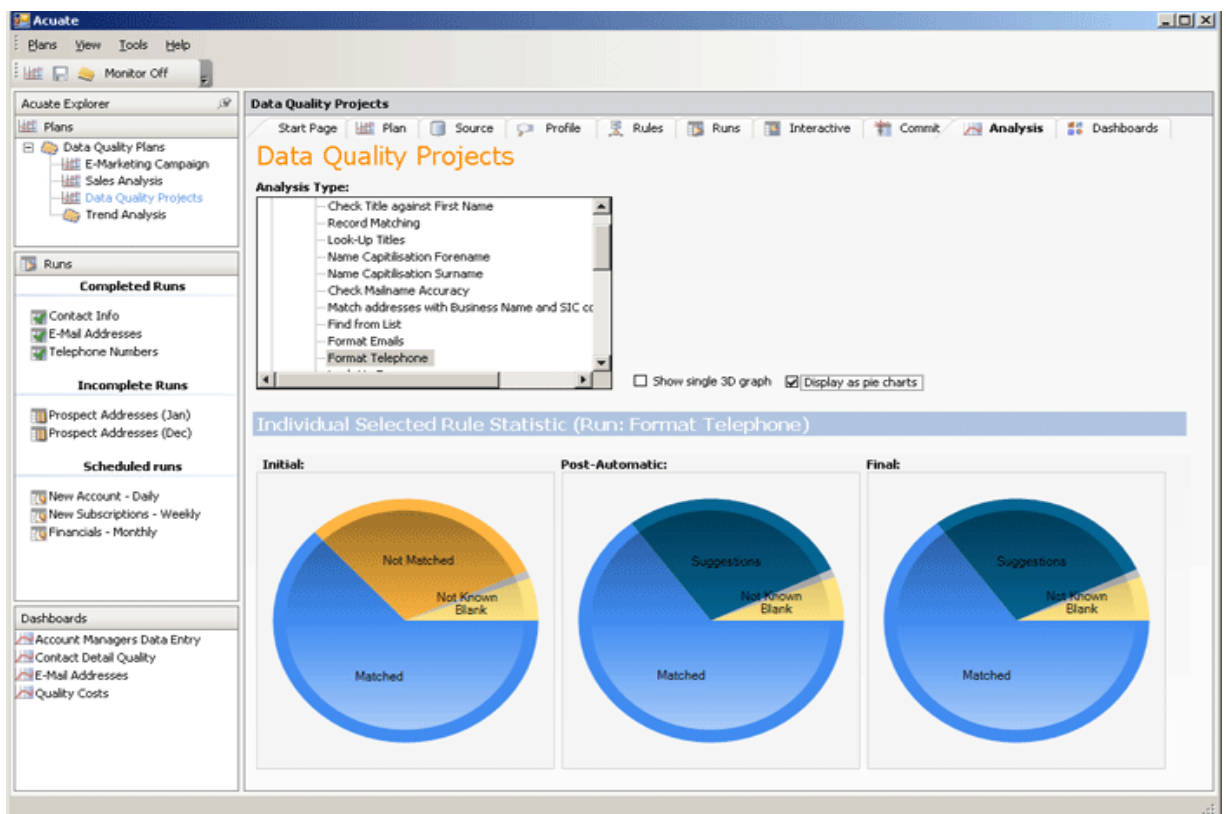 Acuate
Plans View Tools Help
Monitor Off
Acuate Explorer
Plans
Data Quality Plans
E-Marketing Campaign
Sales Analysis
Data Quality Projects
Trend Analysis
Runs
Completed Runs
Contact Info
E-Mail Addresses
Telephone Numbers
Incomplete Runs
Prospect Addresses (Jan)
Prospect Addresses (Dec)
Scheduled runs
New Account - Daily
New Subscriptions - Weekly
Financials - Monthly
Dashboards
Account Managers Data Entry
Contact Detail Quality
E-Mail Addresses
Quality Costs
Data Quality Projects
Start Page Plan Source Profile Rules Runs Interactive Commit Analysis Dashboards
Data Quality Projects
Analysis Type:
Check Title against First Name
Record Matching
Look-Up Titles
Name Capitilisation Forename
Name Capitilisation Surname
Check Mailname Accuracy
Match addresses with Business Name and SIC cc
Find from List
Format Emails
Format Telephone
Show single 3D graph Display as pie charts
Individual Selected Rule Statistic (Run: Format Telephone)
Initial: Post-Automatic: Final:
Not Matched Suggestions Suggestions
Not Known Not Known Not Known
Blank Blank Blank
Matched Matched Matched